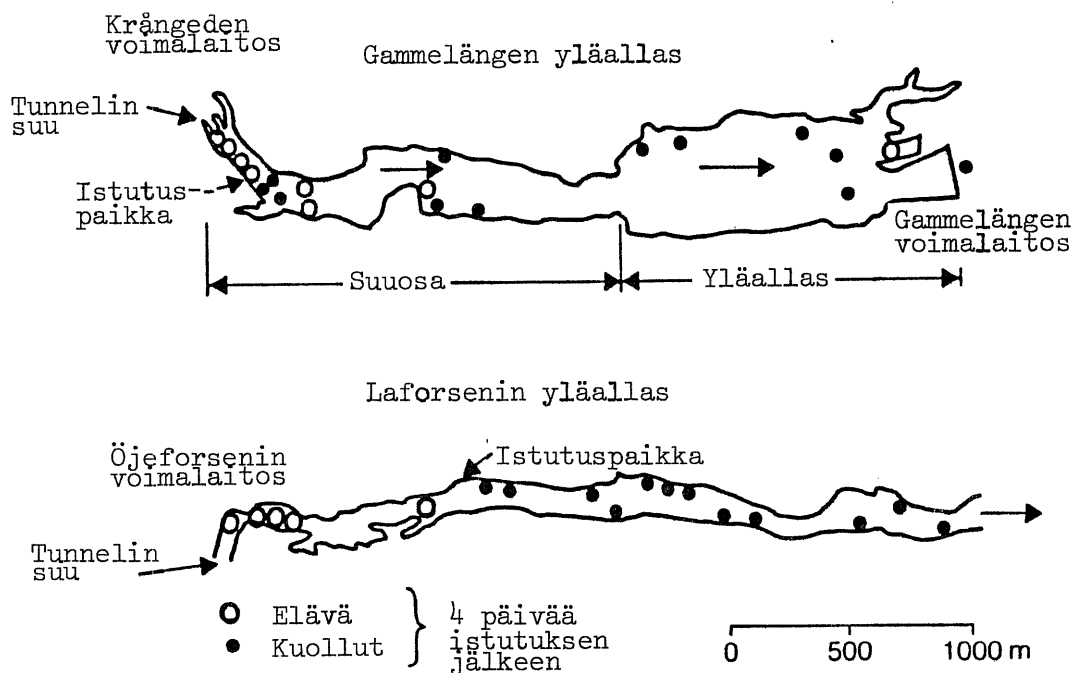 Krångeden
voimalaitos
Gammelängen yläallas
Tunnelin
suu
Istutus-
paikka
Gammelängen
voimalaitos
Suuosa
Yläallas
Laforsenin yläallas
Öjeforsenin
voimalaitos
Istutuspaikka
Tunnelin
suu
Elävä
Kuollut
4 päivää
istutuksen
jälkeen
0 500 1000 m